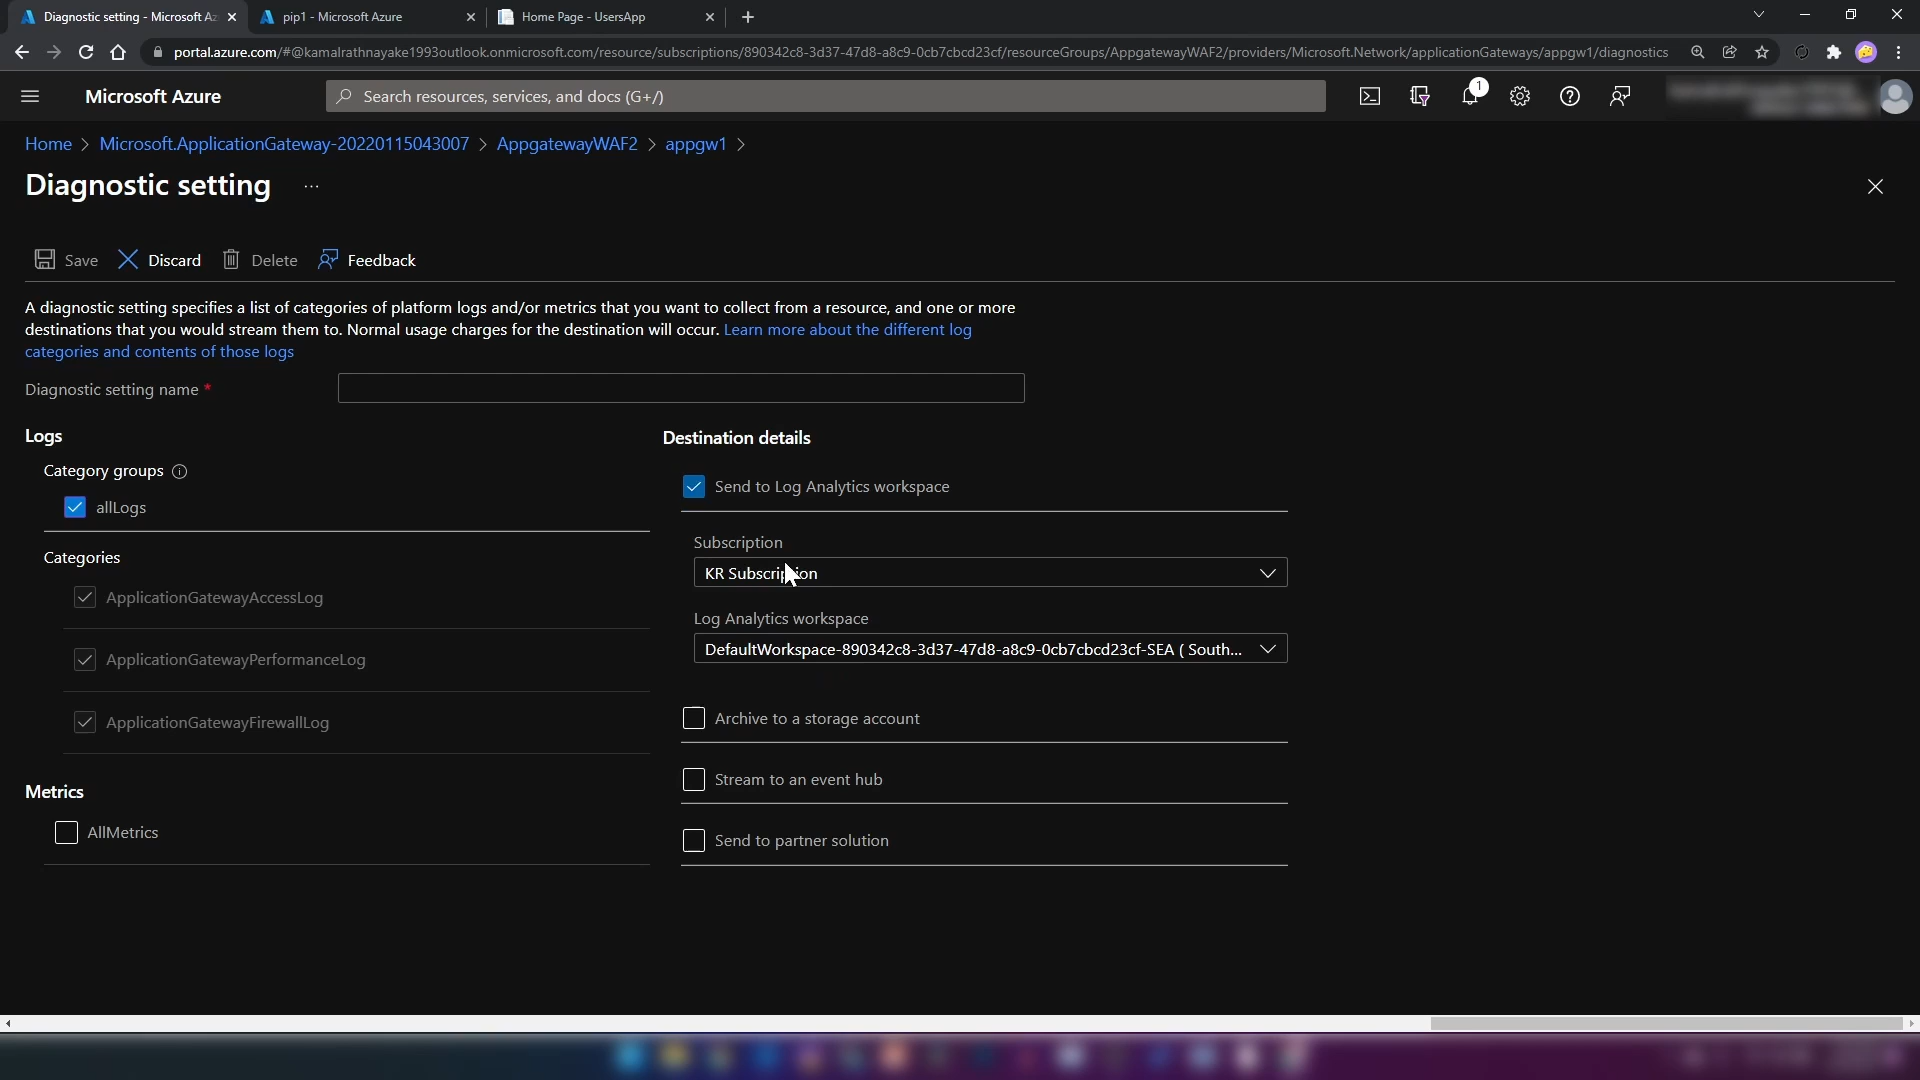 Diagnostic setting - Microsoft Az
pip1 - Microsoft Azure
Home Page - UsersApp
portal.azure.com/#@kamalrathnayake1993outlook.onmicrosoft.com/resource/subscriptions/890342c8-3d37-47d8-a8c9-0cb7cbcd23cf/resourceGroups/AppgatewayWAF2/providers/Microsoft.Network/applicationGateways/appgw1/diagnostics
Microsoft Azure
Search resources, services, and docs (G+/)
1
Home > Microsoft.ApplicationGateway-20220115043007 > AppgatewayWAF2 > appgw1 >
Diagnostic setting ...
Save Discard Delete Feedback
A diagnostic setting specifies a list of categories of platform logs and/or metrics that you want to collect from a resource, and one or more
destinations that you would stream them to. Normal usage charges for the destination will occur. Learn more about the different log
categories and contents of those logs
Diagnostic setting name *
Logs
Category groups
allLogs
Categories
ApplicationGatewayAccessLog
ApplicationGatewayPerformanceLog
ApplicationGatewayFirewallLog
Metrics
AllMetrics
Destination details
Send to Log Analytics workspace
Subscription
KR Subscription
Log Analytics workspace
DefaultWorkspace-890342c8-3d37-47d8-a8c9-0cb7cbcd23cf-SEA ( South...
Archive to a storage account
Stream to an event hub
Send to partner solution